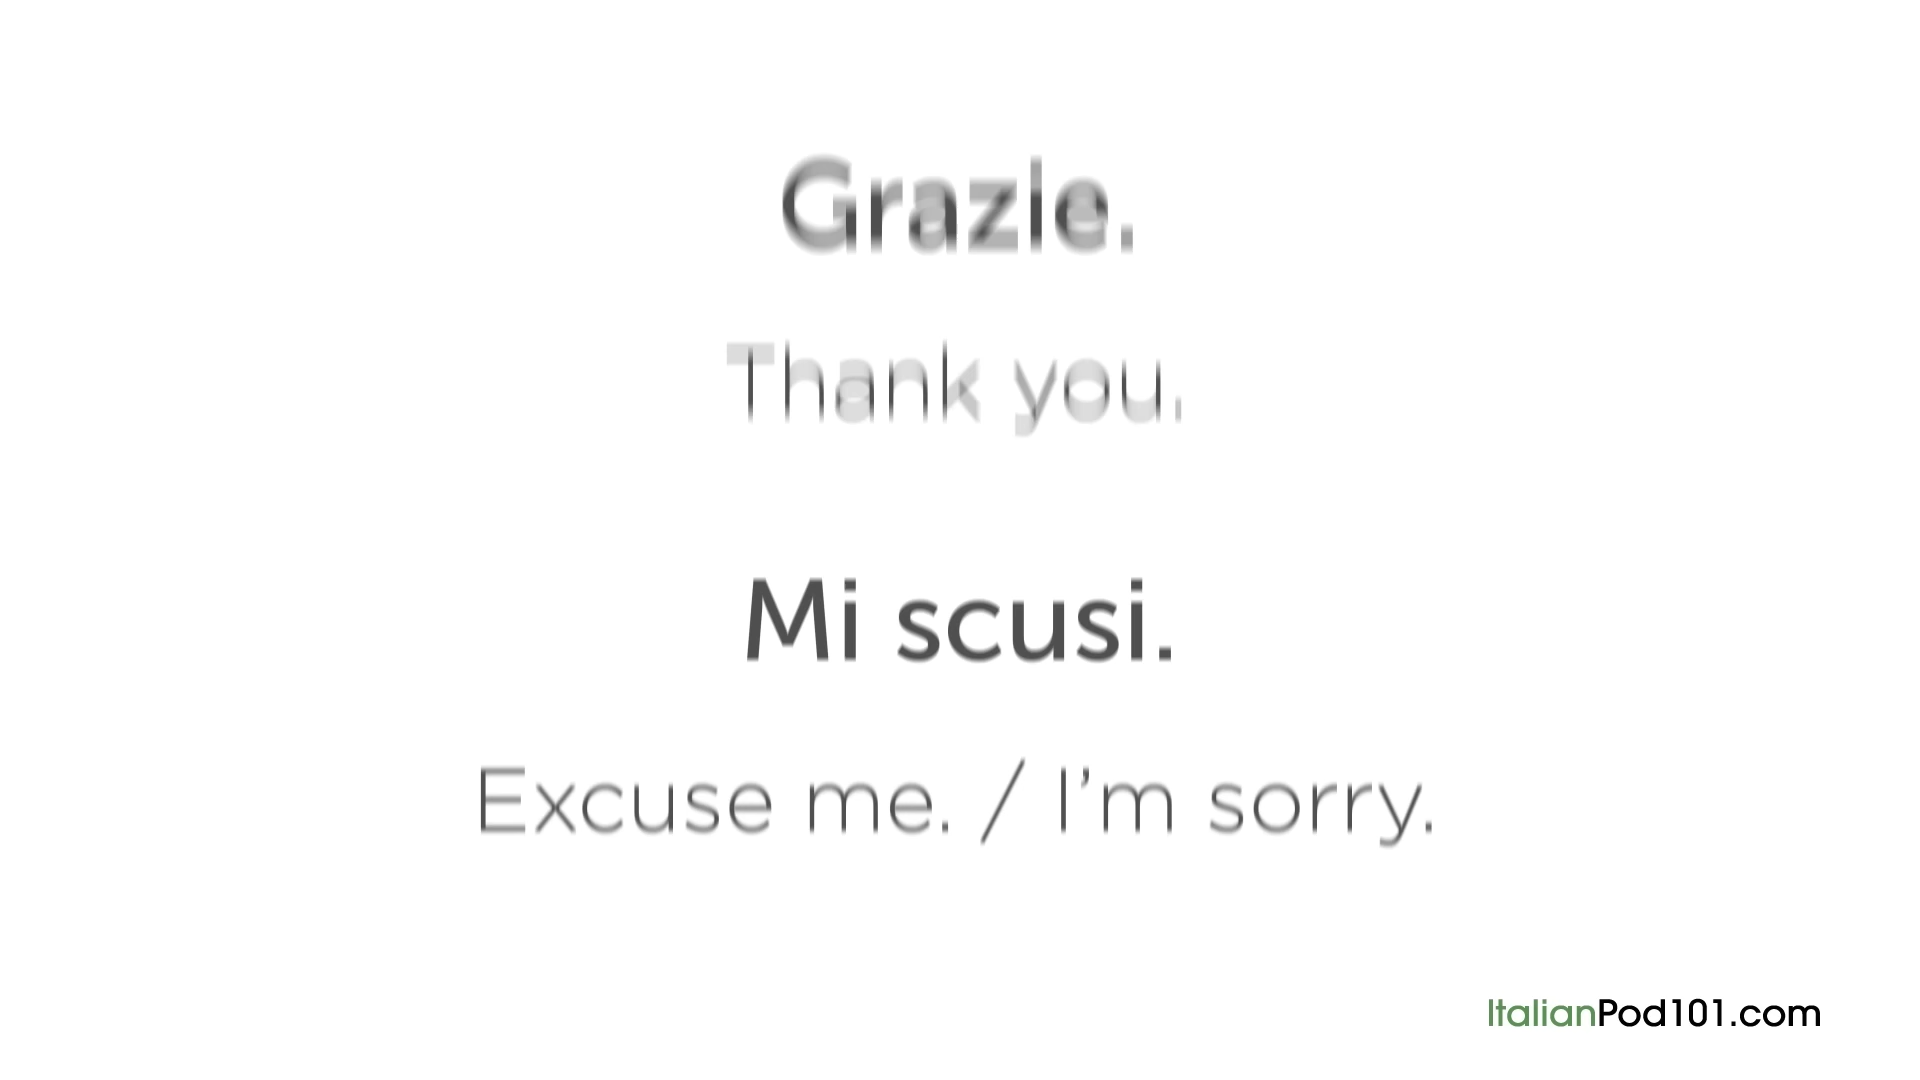 Grazie.
Thank you.
Mi scusi.
Excuse me. / I’m sorry.
ItalianPod101.com